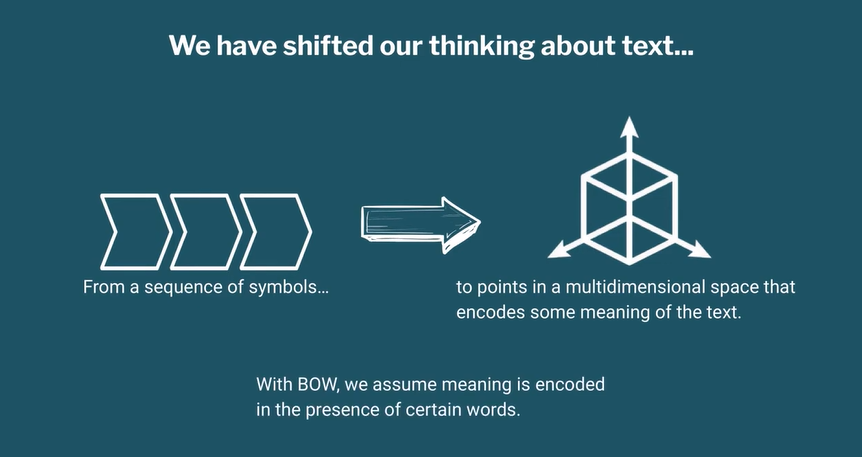 We have shifted our thinking about text...
From a sequence of symbols...
to points in a multidimensional space that
encodes some meaning of the text.
With BOW, we assume meaning is encoded
in the presence of certain words.